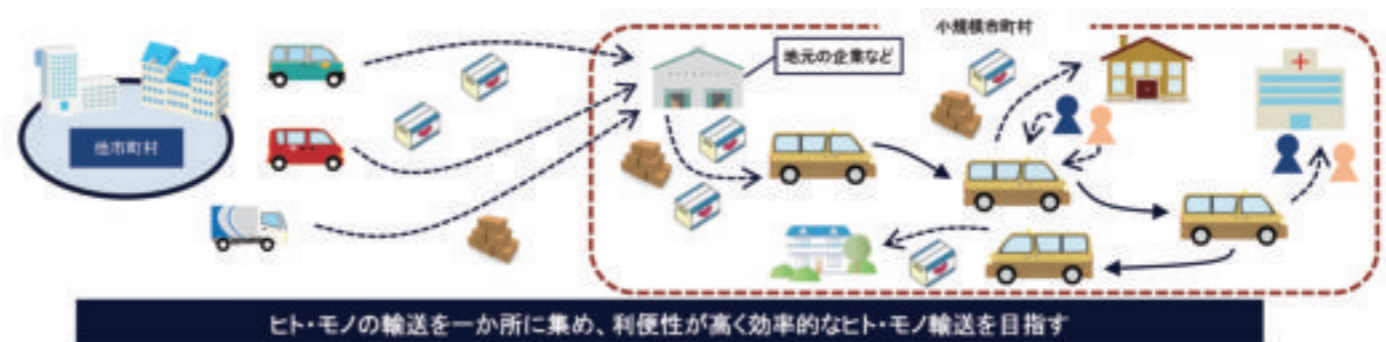 小規模市町村
地元の企業など
他市町村
ヒト・モノの輸送を一か所に集め、利便性が高く効率的なヒト・モノ輸送を目指す